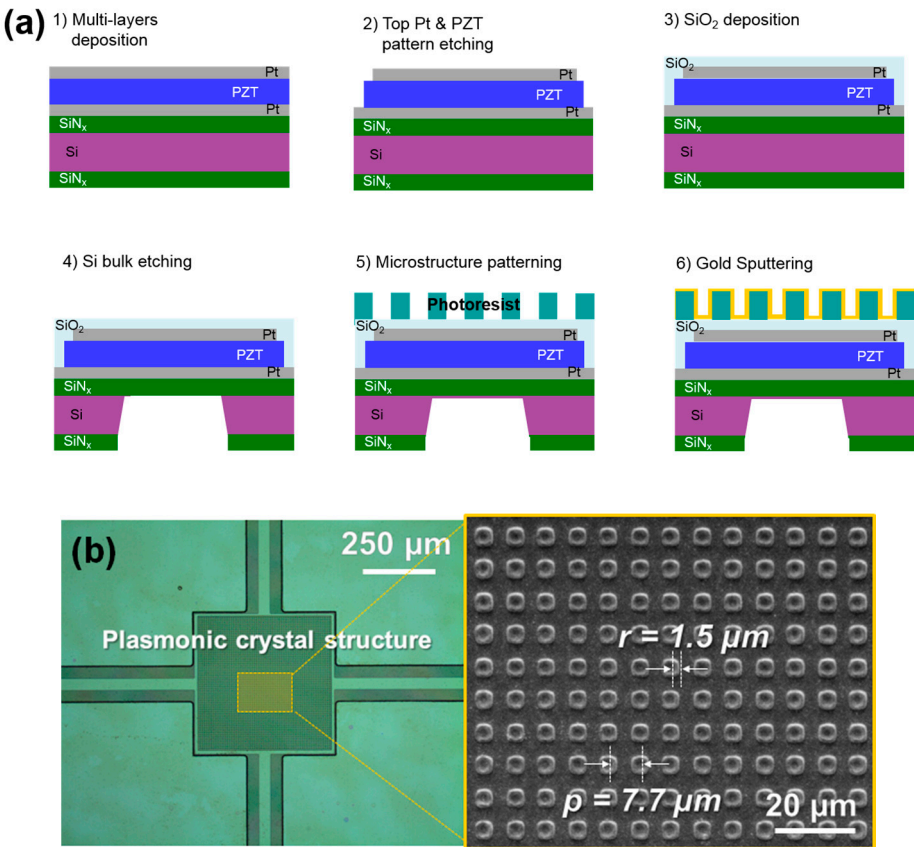 (a)
1) Multi-layers
deposition
Pt
PZT
Pt
SiNx
Si
SiNx
2) Top Pt & PZT
pattern etching
Pt
PZT
Pt
SiNx
Si
SiNx
3) SiO2 deposition
SiO2
Pt
PZT
Pt
SiNx
Si
SiNx
4) Si bulk etching
SiO2
Pt
PZT
Pt
SiNx
Si
SiNx
5) Microstructure patterning
Photoresist
SiO2
Pt
PZT
Pt
SiNx
Si
SiNx
6) Gold Sputtering
SiO2
Pt
PZT
Pt
SiNx
Si
SiNx
(b)
250 μm
Plasmonic crystal structure
r = 1.5 μm
p = 7.7 μm
20 μm